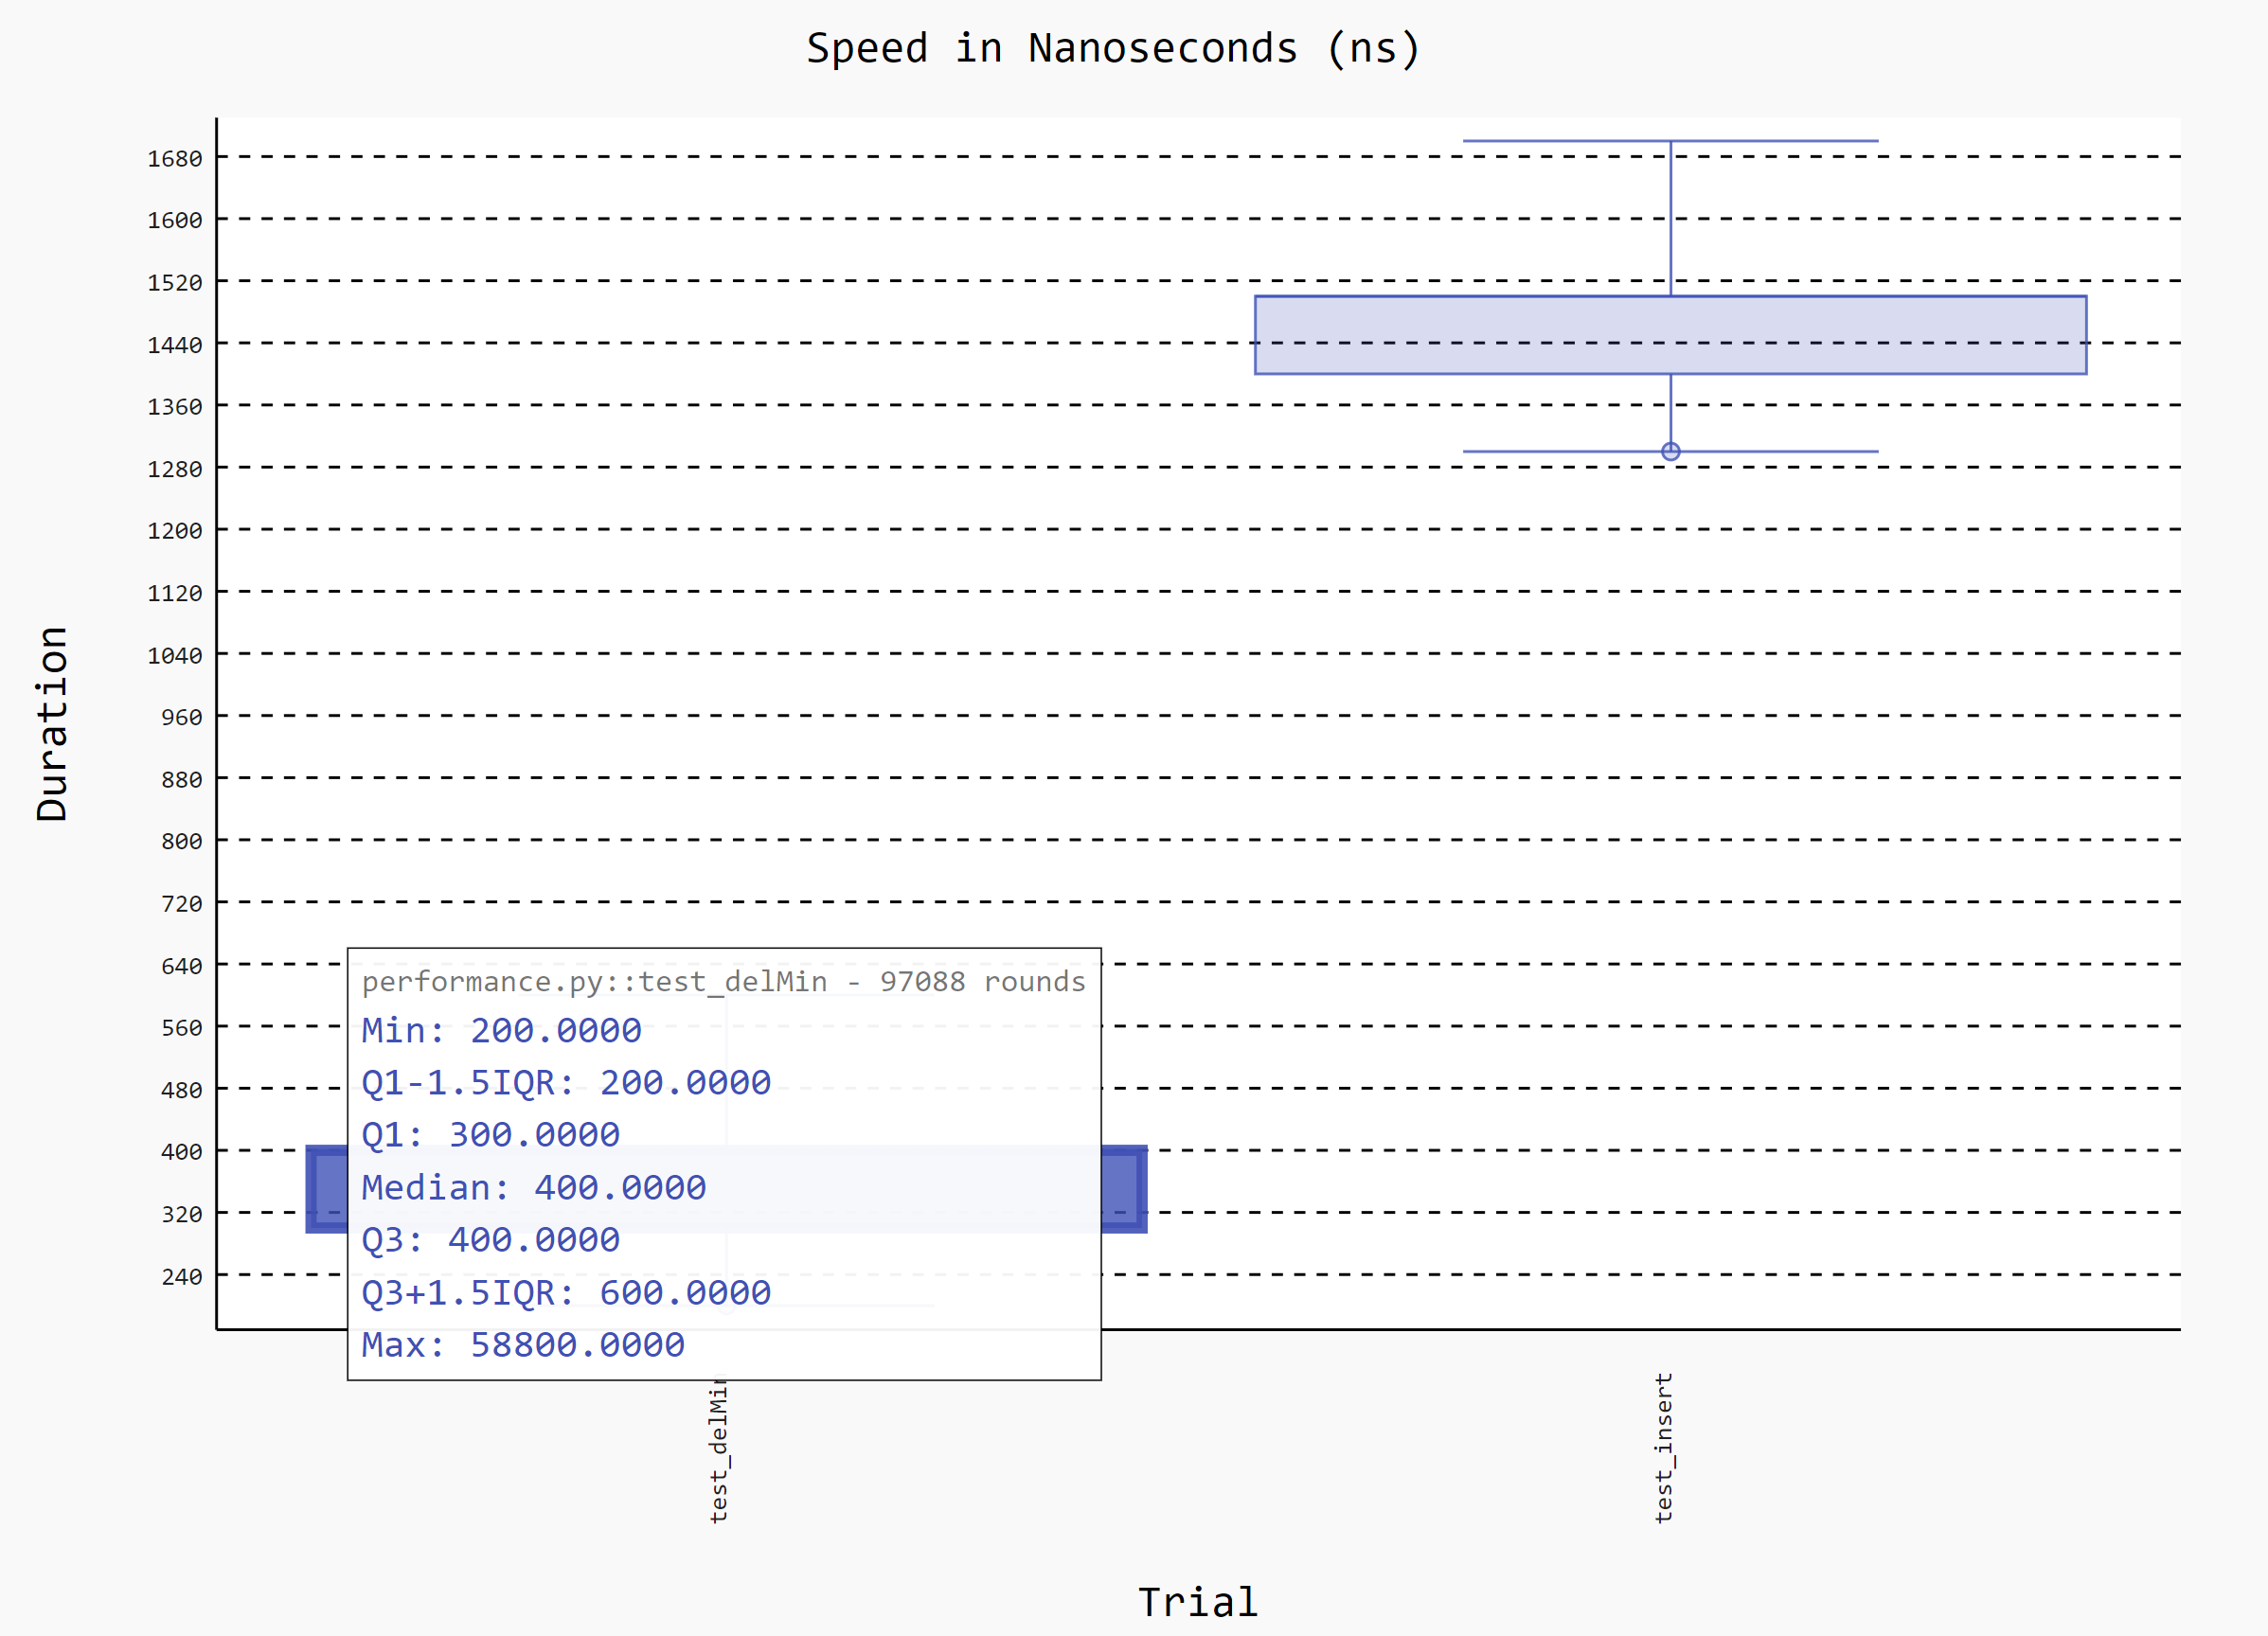 Speed in Nanoseconds (ns)
Duration
1680
1600
1520
1440
1360
1280
1200
1120
1040
960
880
800
720
640
560
480
400
320
240
performance.py::test_delMin - 97088 rounds
Min: 200.0000
Q1-1.5IQR: 200.0000
Q1: 300.0000
Median: 400.0000
Q3: 400.0000
Q3+1.5IQR: 600.0000
Max: 58800.0000
test_delMin
test_insert
Trial